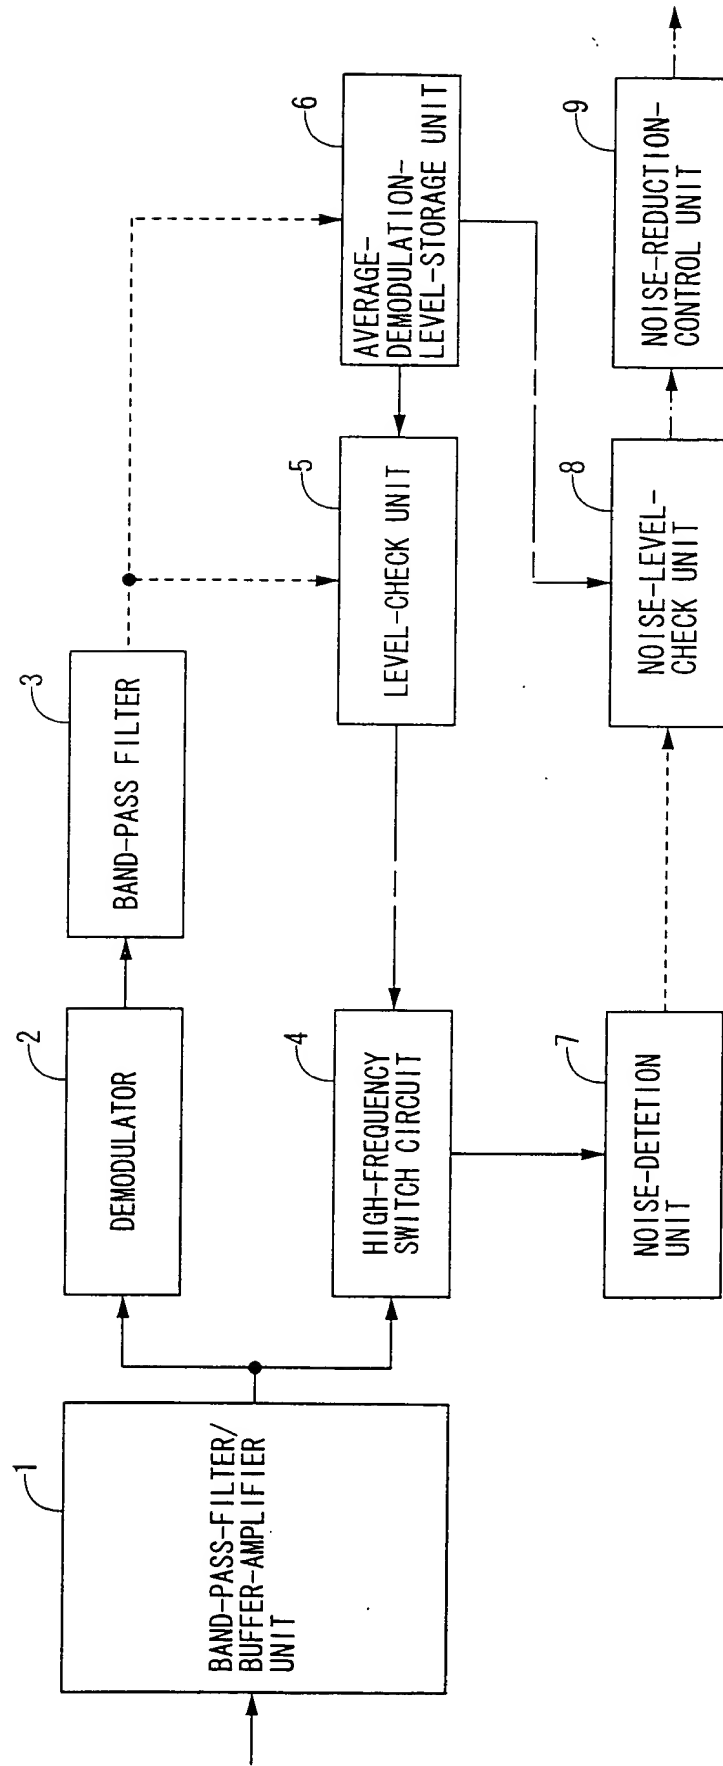 1
BAND-PASS-FILTER/
BUFFER-AMPLIFIER
UNIT
2
DEMODULATOR
3
BAND-PASS FILTER
4
HIGH-FREQUENCY
SWITCH CIRCUIT
5
LEVEL-CHECK UNIT
6
AVERAGE-
DEMODULATION-
LEVEL-STORAGE UNIT
7
NOISE-DETETION
UNIT
8
NOISE-LEVEL-
CHECK UNIT
9
NOISE-REDUCTION-
CONTROL UNIT